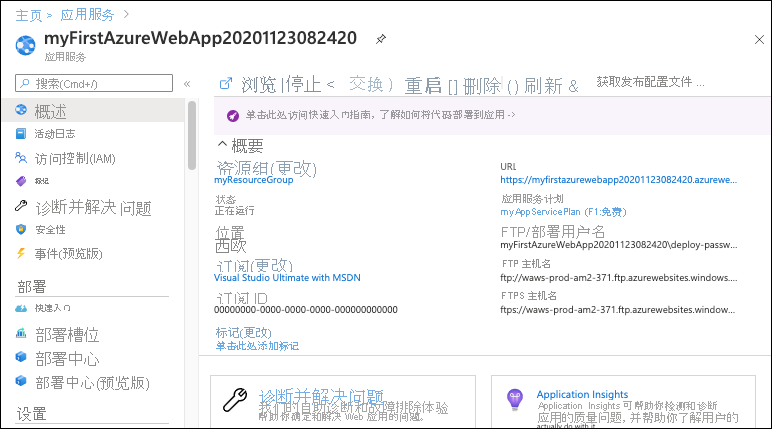 主页 > 应用服务 >
myFirstAzureWebApp20201123082420
应用服务
搜索(Cmd+/)
«
浏览 |停止 < 交换) 重启 [] 删除 () 刷新 & 获取发布配置文件 ...
单击此处访问快速入门指南，了解如何将代码部署到应用 ->
概述
活动日志
访问控制(IAM)
标记
诊断并解决问题
安全性
事件(预览版)
部署
快速入门
部署槽位
部署中心
部署中心(预览版)
设置
概要
资源组(更改)
myResourceGroup
状态
正在运行
位置
西欧
订阅(更改)
Visual Studio Ultimate with MSDN
订阅 ID
00000000-0000-0000-0000-000000000000
标记(更改)
单击此处添加标记
URL
https://myfirstazurewebapp20201123082420.azurewe...
应用服务计划
myAppServicePlan (F1:免费)
FTP/部署用户名
myFirstAzureWebApp20201123082420\deploy-passw...
FTP 主机名
ftp://waws-prod-am2-371.ftp.azurewebsites.windows...
FTPS 主机名
ftps://waws-prod-am2-371.ftp.azurewebsites.window...
诊断并解决问题
我们的自助诊断和故障排除体验
帮助你确定和解决 Web 应用的问题。
Application Insights
Application Insights 可帮助你检测和诊断
应用的质量问题，并帮助你了解用户的
actually do with it.